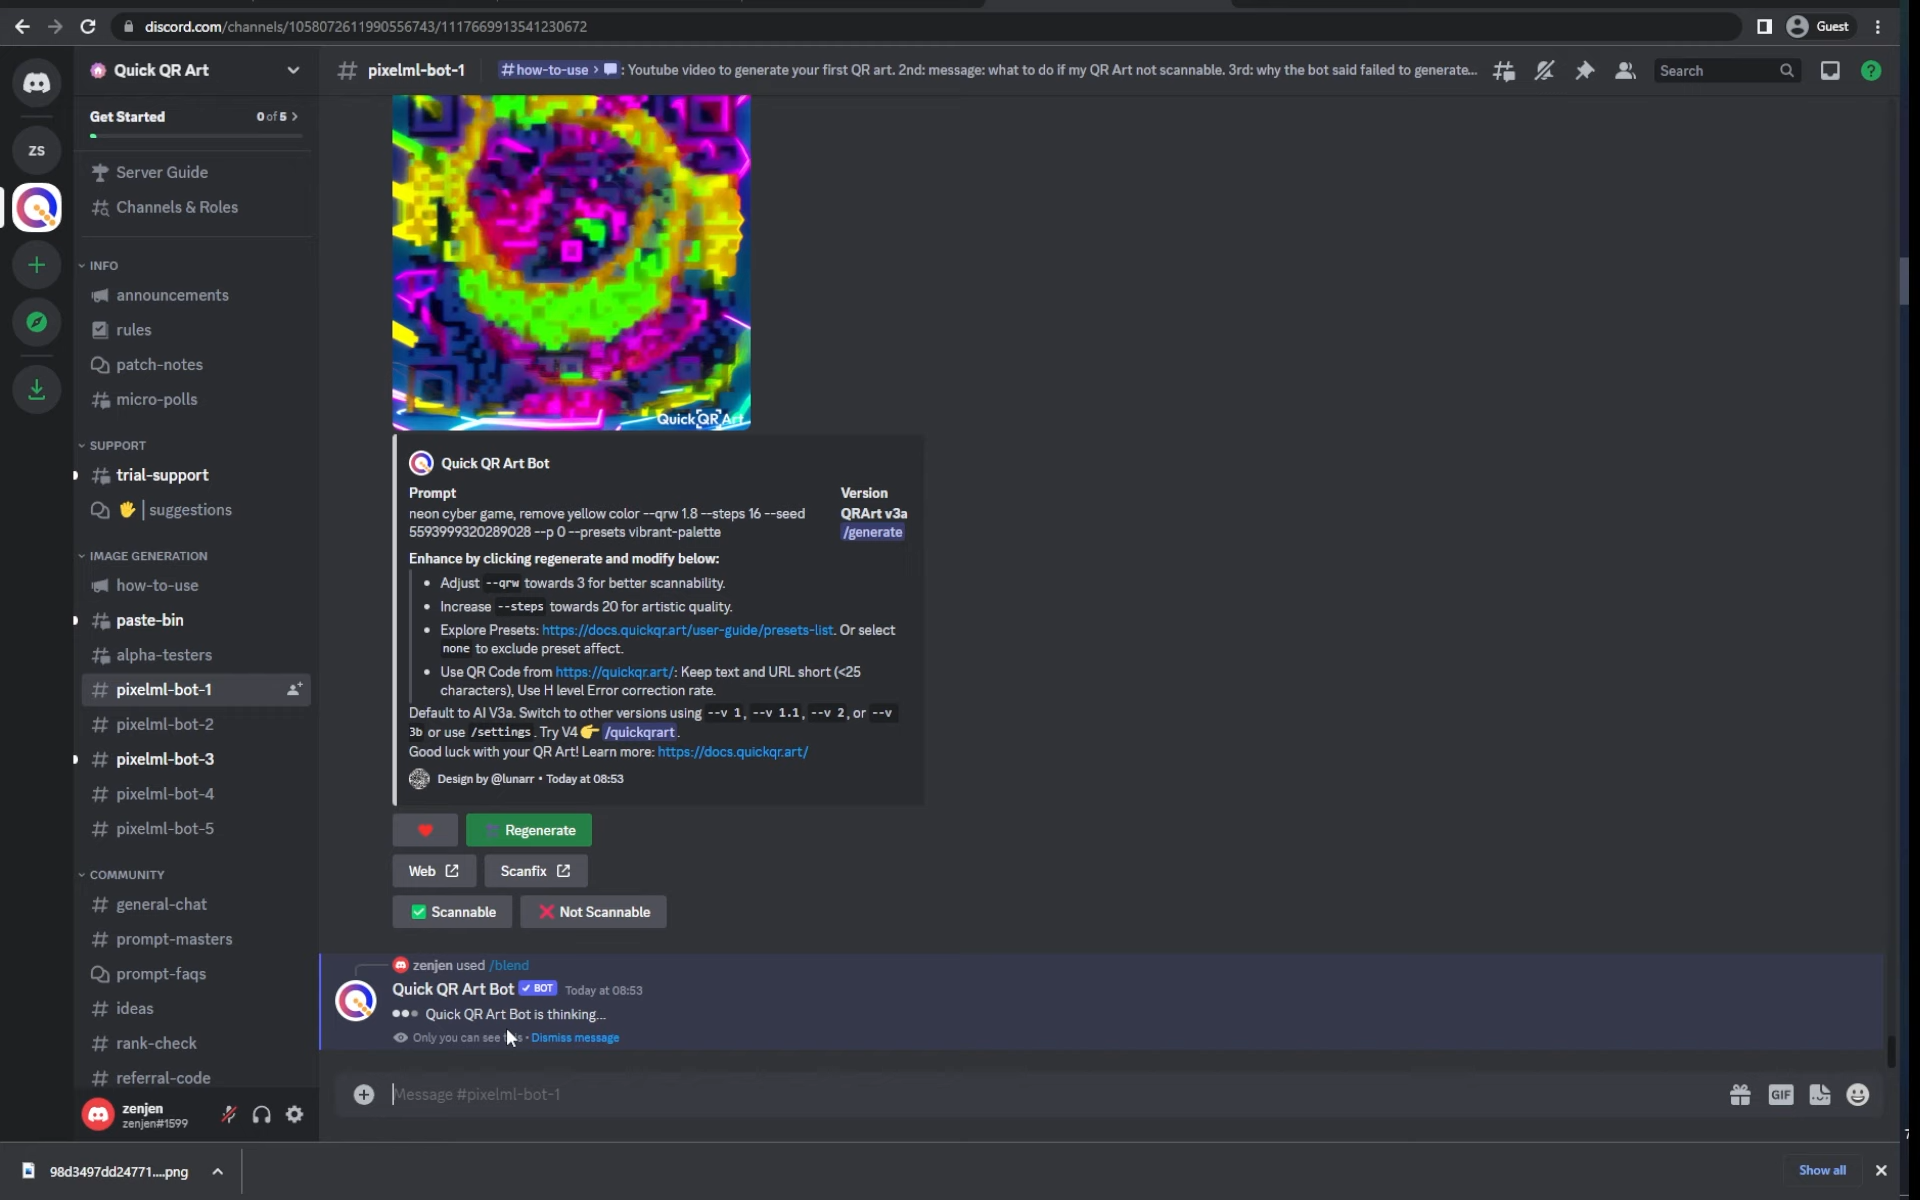 discord.com/channels/1058072611990556743/1117669913541230672
Guest
Quick QR Art
pixelml-bot-1
#how-to-use > : Youtube video to generate your first QR art. 2nd: message: what to do if my QR Art not scannable. 3rd: why the bot said failed to generate...
Search
Get Started
0 of 5 >
ZS
Server Guide
Channels & Roles
INFO
announcements
rules
patch-notes
micro-polls
SUPPORT
trial-support
suggestions
IMAGE GENERATION
how-to-use
paste-bin
alpha-testers
pixelml-bot-1
pixelml-bot-2
pixelml-bot-3
pixelml-bot-4
pixelml-bot-5
COMMUNITY
general-chat
prompt-masters
prompt-faqs
ideas
rank-check
referral-code
zenjen
zenjen#1599
Quick QR Art
Quick QR Art Bot
Prompt
neon cyber game, remove yellow color --qrw 1.8 --steps 16 --seed
5593999320289028 --p 0 --presets vibrant-palette
Version
QRArt v3a
/generate
Enhance by clicking regenerate and modify below:
• Adjust --qrw towards 3 for better scannability.
• Increase --steps towards 20 for artistic quality.
• Explore Presets: https://docs.quickqr.art/user-guide/presets-list. Or select
none to exclude preset affect.
• Use QR Code from https://quickqr.art/: Keep text and URL short (<25
characters), Use H level Error correction rate.
Default to AI V3a. Switch to other versions using --v 1, --v 1.1, --v 2, or --v
3b or use /settings. Try V4👉 /quickqrart.
Good luck with your QR Art! Learn more: https://docs.quickqr.art/
Design by @lunarr • Today at 08:53
Regenerate
Web
Scanfix
Scannable
Not Scannable
zenjen used /blend
Quick QR Art Bot ✓ BOT Today at 08:53
Quick QR Art Bot is thinking...
Only you can see • Dismiss message
Message #pixelml-bot-1
GIF
98d3497dd24771....png
Show all